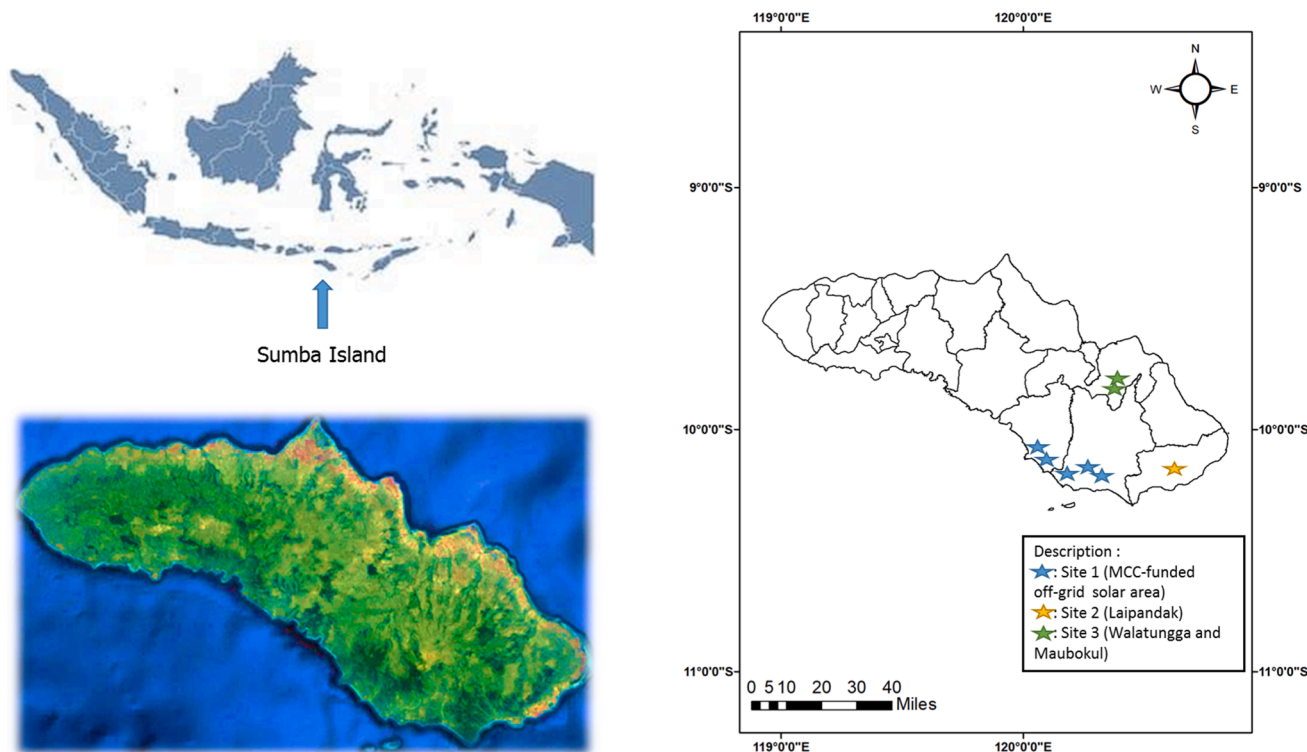 Sumba Island
119°0'0"E 120°0'0"E
N
W E
S
9°0'0"S 9°0'0"S
10°0'0"S 10°0'0"S
11°0'0"S 11°0'0"S
Description :
: Site 1 (MCC-funded
off-grid solar area)
: Site 2 (Laipandak)
: Site 3 (Walatungga and
Maubokul)
0 5 10 20 30 40
Miles
119°0'0"E 120°0'0"E